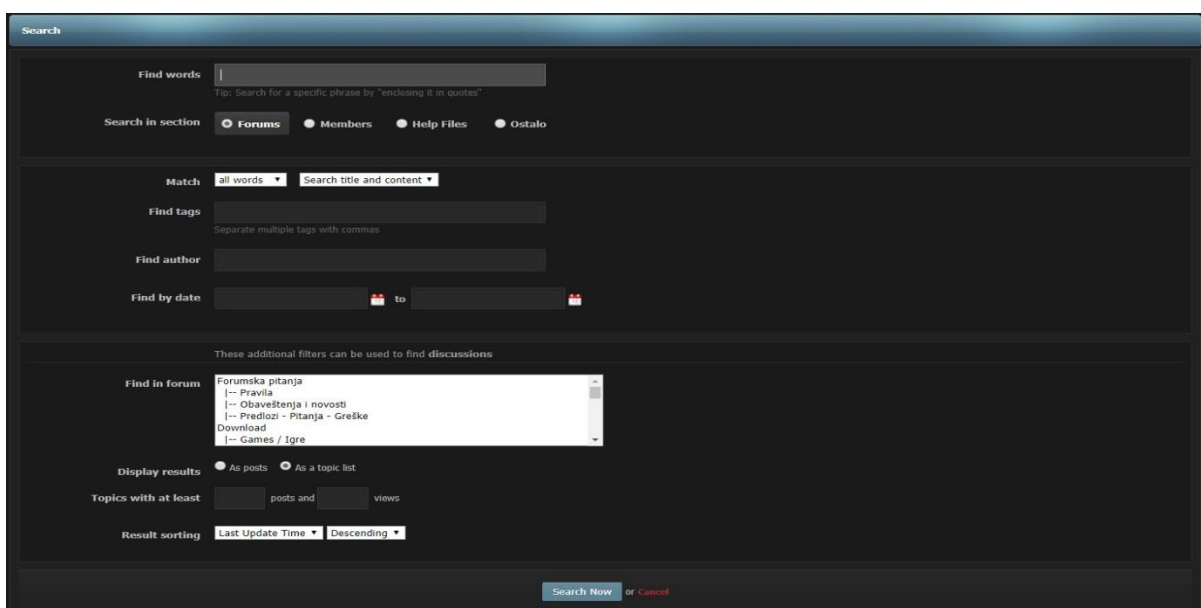 Search
Find words
Tip: Search for a specific phrase by "enclosing it in quotes"
Search in section Forums Members Help Files Ostalo
Match all words Search title and content
Find tags
Separate multiple tags with commas
Find author
Find by date to
These additional filters can be used to find discussions
Find in forum Forumska pitanja
|-- Pravila
|-- Obaveštenja i novosti
|-- Predlozi - Pitanja - Greške
Download
|-- Games / Igre
Display results As posts As a topic list
Topics with at least posts and views
Result sorting Last Update Time Descending
Search Now or Cancel